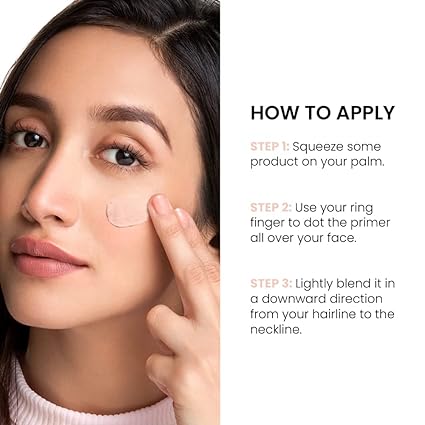 HOW TO APPLY
STEP 1: Squeeze some
product on your palm.
STEP 2: Use your ring
finger to dot the primer
all over your face.
STEP 3: Lightly blend it in
a downward direction
from your hairline to the
neckline.